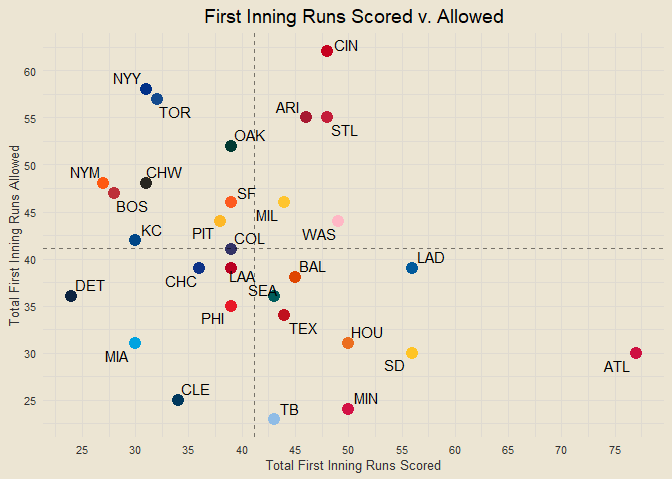 First Inning Runs Scored v. Allowed
CIN
60
NYY
TOR
55
ARI
STL
OAK
50
NYM
CHW
SF
BOS
MIL
45
PIT
WAS
KC
COL
40
LAD
CHC
LAA
BAL
DET
SEA
35
PHI
TEX
HOU
MIA
30
SD
ATL
CLE
MIN
25
TB
25 30 35 40 45 50 55 60 65 70 75
Total First Inning Runs Scored
Total First Inning Runs Allowed